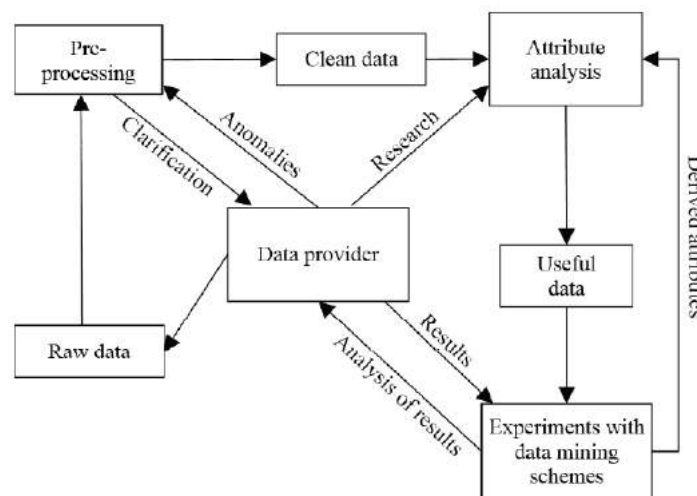 Pre-
processing
Clean data
Attribute
analysis
Clarification
Anomalies
Research
Derived attributes
Data provider
Useful
data
Raw data
Results
Analysis of results
Experiments with
data mining
schemes